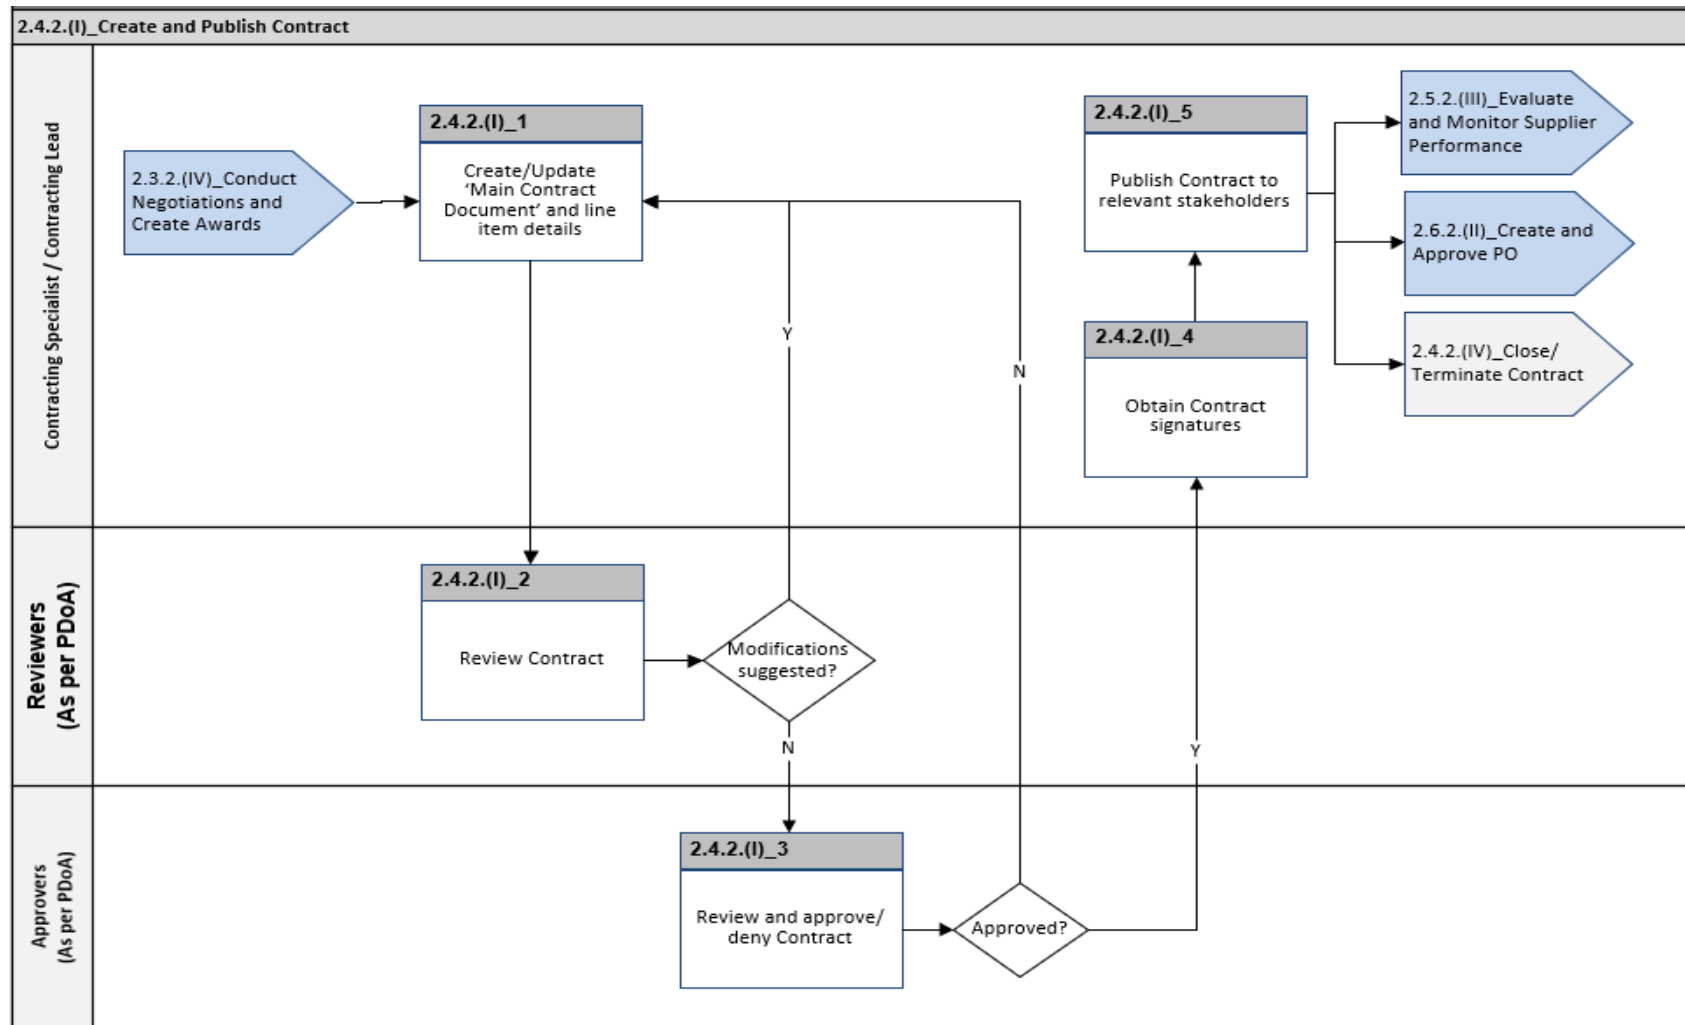 2.4.2.(I)_Create and Publish Contract
Contracting Specialist / Contracting Lead
2.3.2.(IV)_Conduct
Negotiations and
Create Awards
2.4.2.(I)_1
Create/Update
‘Main Contract
Document’ and line
item details
Y
N
2.4.2.(I)_5
Publish Contract to
relevant stakeholders
2.4.2.(I)_4
Obtain Contract
signatures
2.5.2.(III)_Evaluate
and Monitor Supplier
Performance
2.6.2.(II)_Create and
Approve PO
2.4.2.(IV)_Close/
Terminate Contract
Reviewers
(As per PDoA)
2.4.2.(I)_2
Review Contract
Modifications
suggested?
N
Y
Approvers
(As per PDoA)
2.4.2.(I)_3
Review and approve/
deny Contract
Approved?